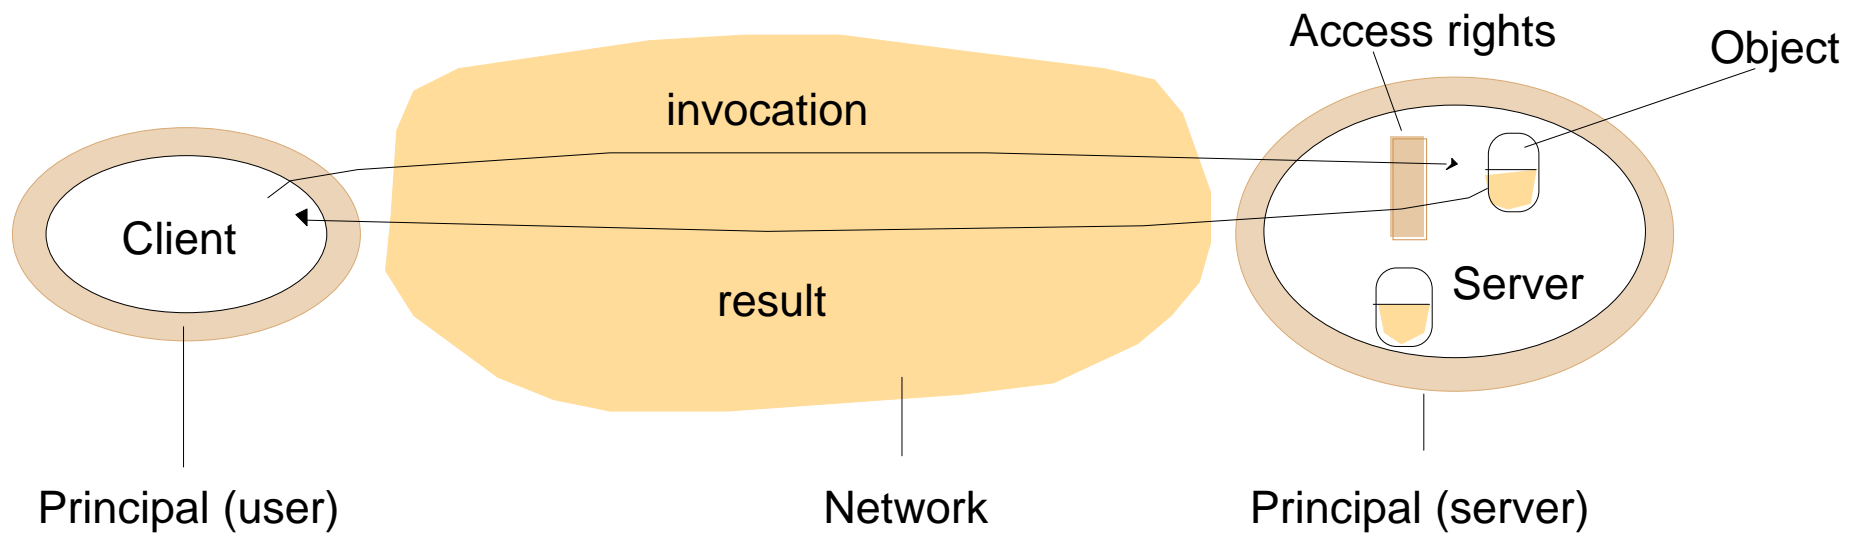 Access rights
Object
invocation
Client
Server
result
Principal (user)
Network
Principal (server)